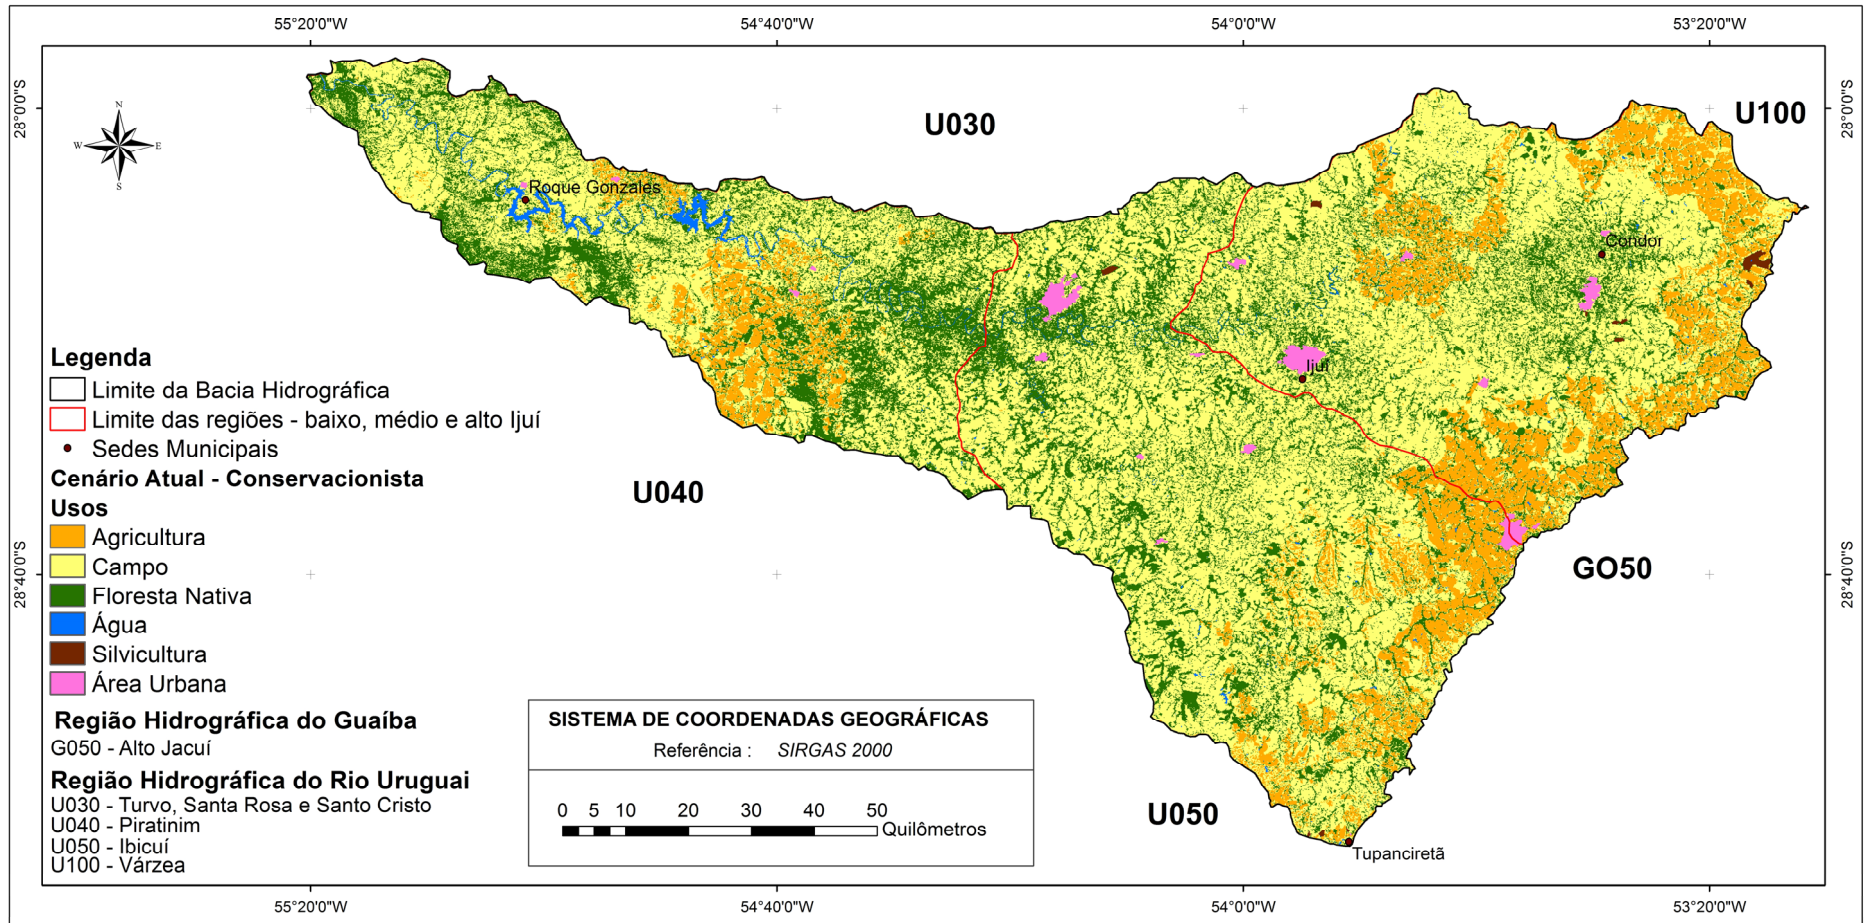 55°20'0"W
54°40'0"W
54°0'0"W
53°20'0"W
28°0'0"S
28°0'0"S
N
W
E
S
U030
U100
Roque Gonzales
Condor
Ijuí
U040
GO50
U050
Tupanciretã
28°40'0"S
28°40'0"S
Legenda
Limite da Bacia Hidrográfica
Limite das regiões - baixo, médio e alto Ijuí
Sedes Municipais
Cenário Atual - Conservacionista
Usos
Agricultura
Campo
Floresta Nativa
Água
Silvicultura
Área Urbana
Região Hidrográfica do Guaíba
G050 - Alto Jacuí
Região Hidrográfica do Rio Uruguai
U030 - Turvo, Santa Rosa e Santo Cristo
U040 - Piratinim
U050 - Ibicuí
U100 - Várzea
SISTEMA DE COORDENADAS GEOGRÁFICAS
Referência : SIRGAS 2000
0 5 10 20 30 40 50
Quilômetros
55°20'0"W
54°40'0"W
54°0'0"W
53°20'0"W